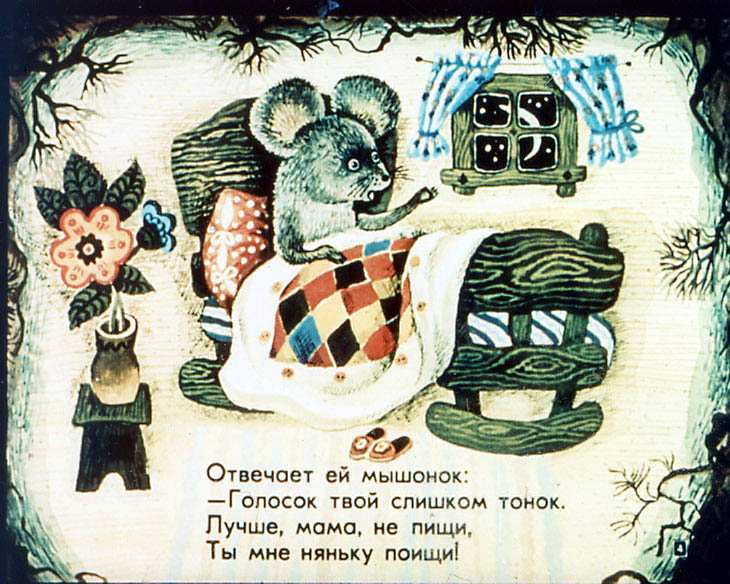 Отвечает ей мышонок:
—Голосок твой слишком тонок.
Лучше, мама, не пищи,
Ты мне няньку поищи!